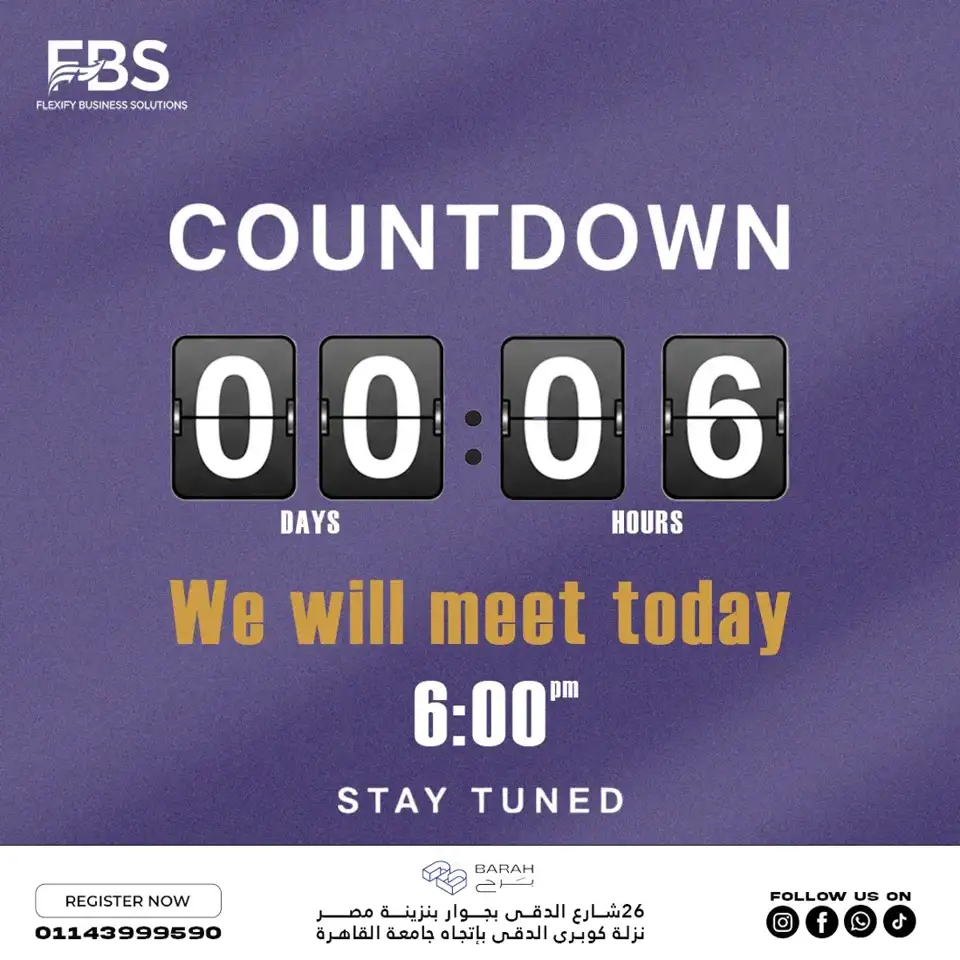 FBS
FLEXIFY BUSINESS SOLUTIONS
COUNTDOWN
00:06
DAYS HOURS
We will meet today
6:00pm
STAY TUNED
REGISTER NOW
01143999590
BARAH
بَرح
26شارع الدقى بجوار بنزينة مصر
نزلة كوبرى الدقى بإتجاه جامعة القاهرة
FOLLOW US ON